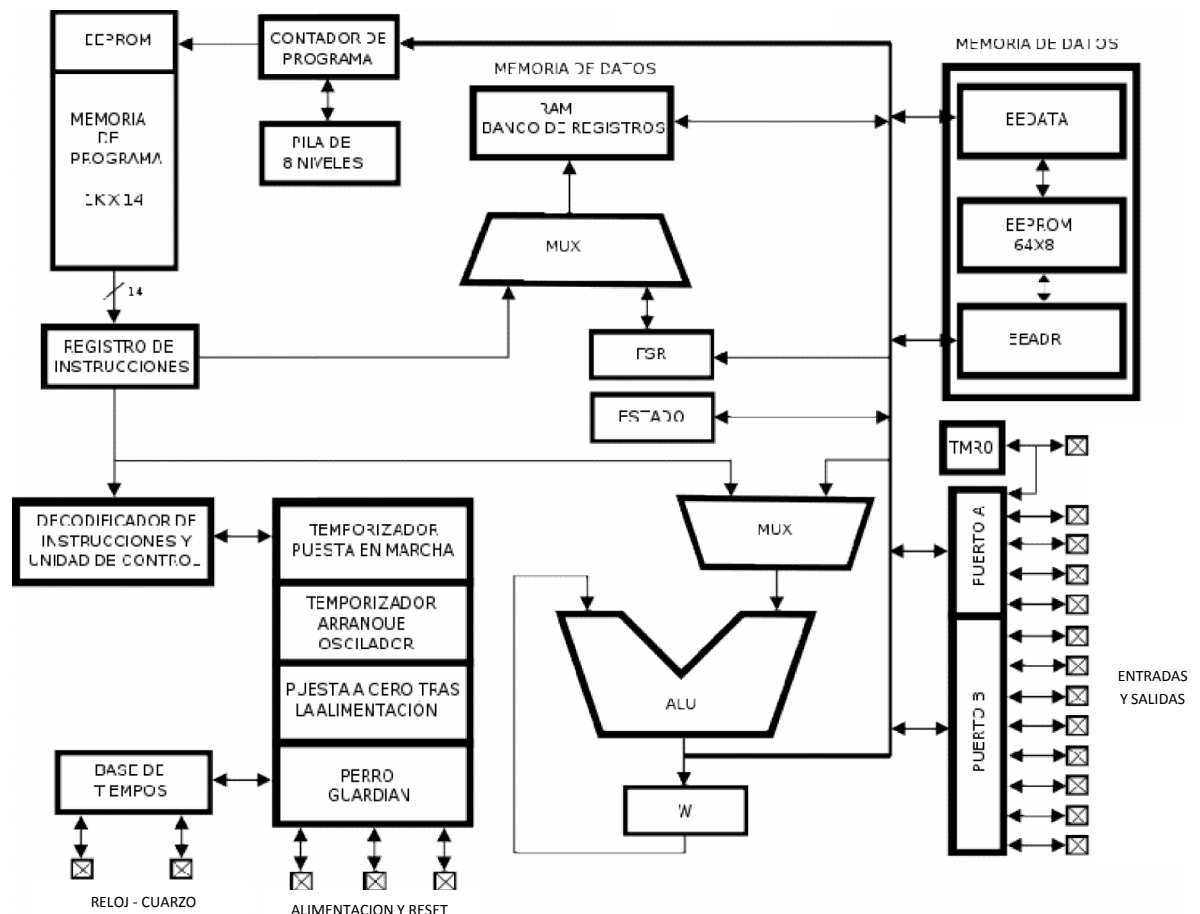 EEPROM
MEMORIA
DE
PROGRAMA
1KX14
14
CONTADOR DE
PROGRAMA
PILA DE
8 NIVELES
MEMORIA DE DATOS
RAM
BANCO DE REGISTROS
MUX
MEMORIA DE DATOS
EEDATA
EEPROM
64X8
EEADR
REGISTRO DE
INSTRUCCIONES
FSR
ESTADO
TMR0
DECODIFICADOR DE
INSTRUCCIONES Y
UNIDAD DE CONTROL
TEMPORIZADOR
PUESTA EN MARCHA
TEMPORIZADOR
ARRANQUE
OSCILADOR
PUESTA A CERO TRAS
LA ALIMENTACIÓN
PERRO
GUARDIAN
BASE DE
TIEMPOS
MUX
ALU
W
PUERTO A
PUERTO B
ENTRADAS
Y SALIDAS
RELOJ - CUARZO
ALIMENTACION Y RESET